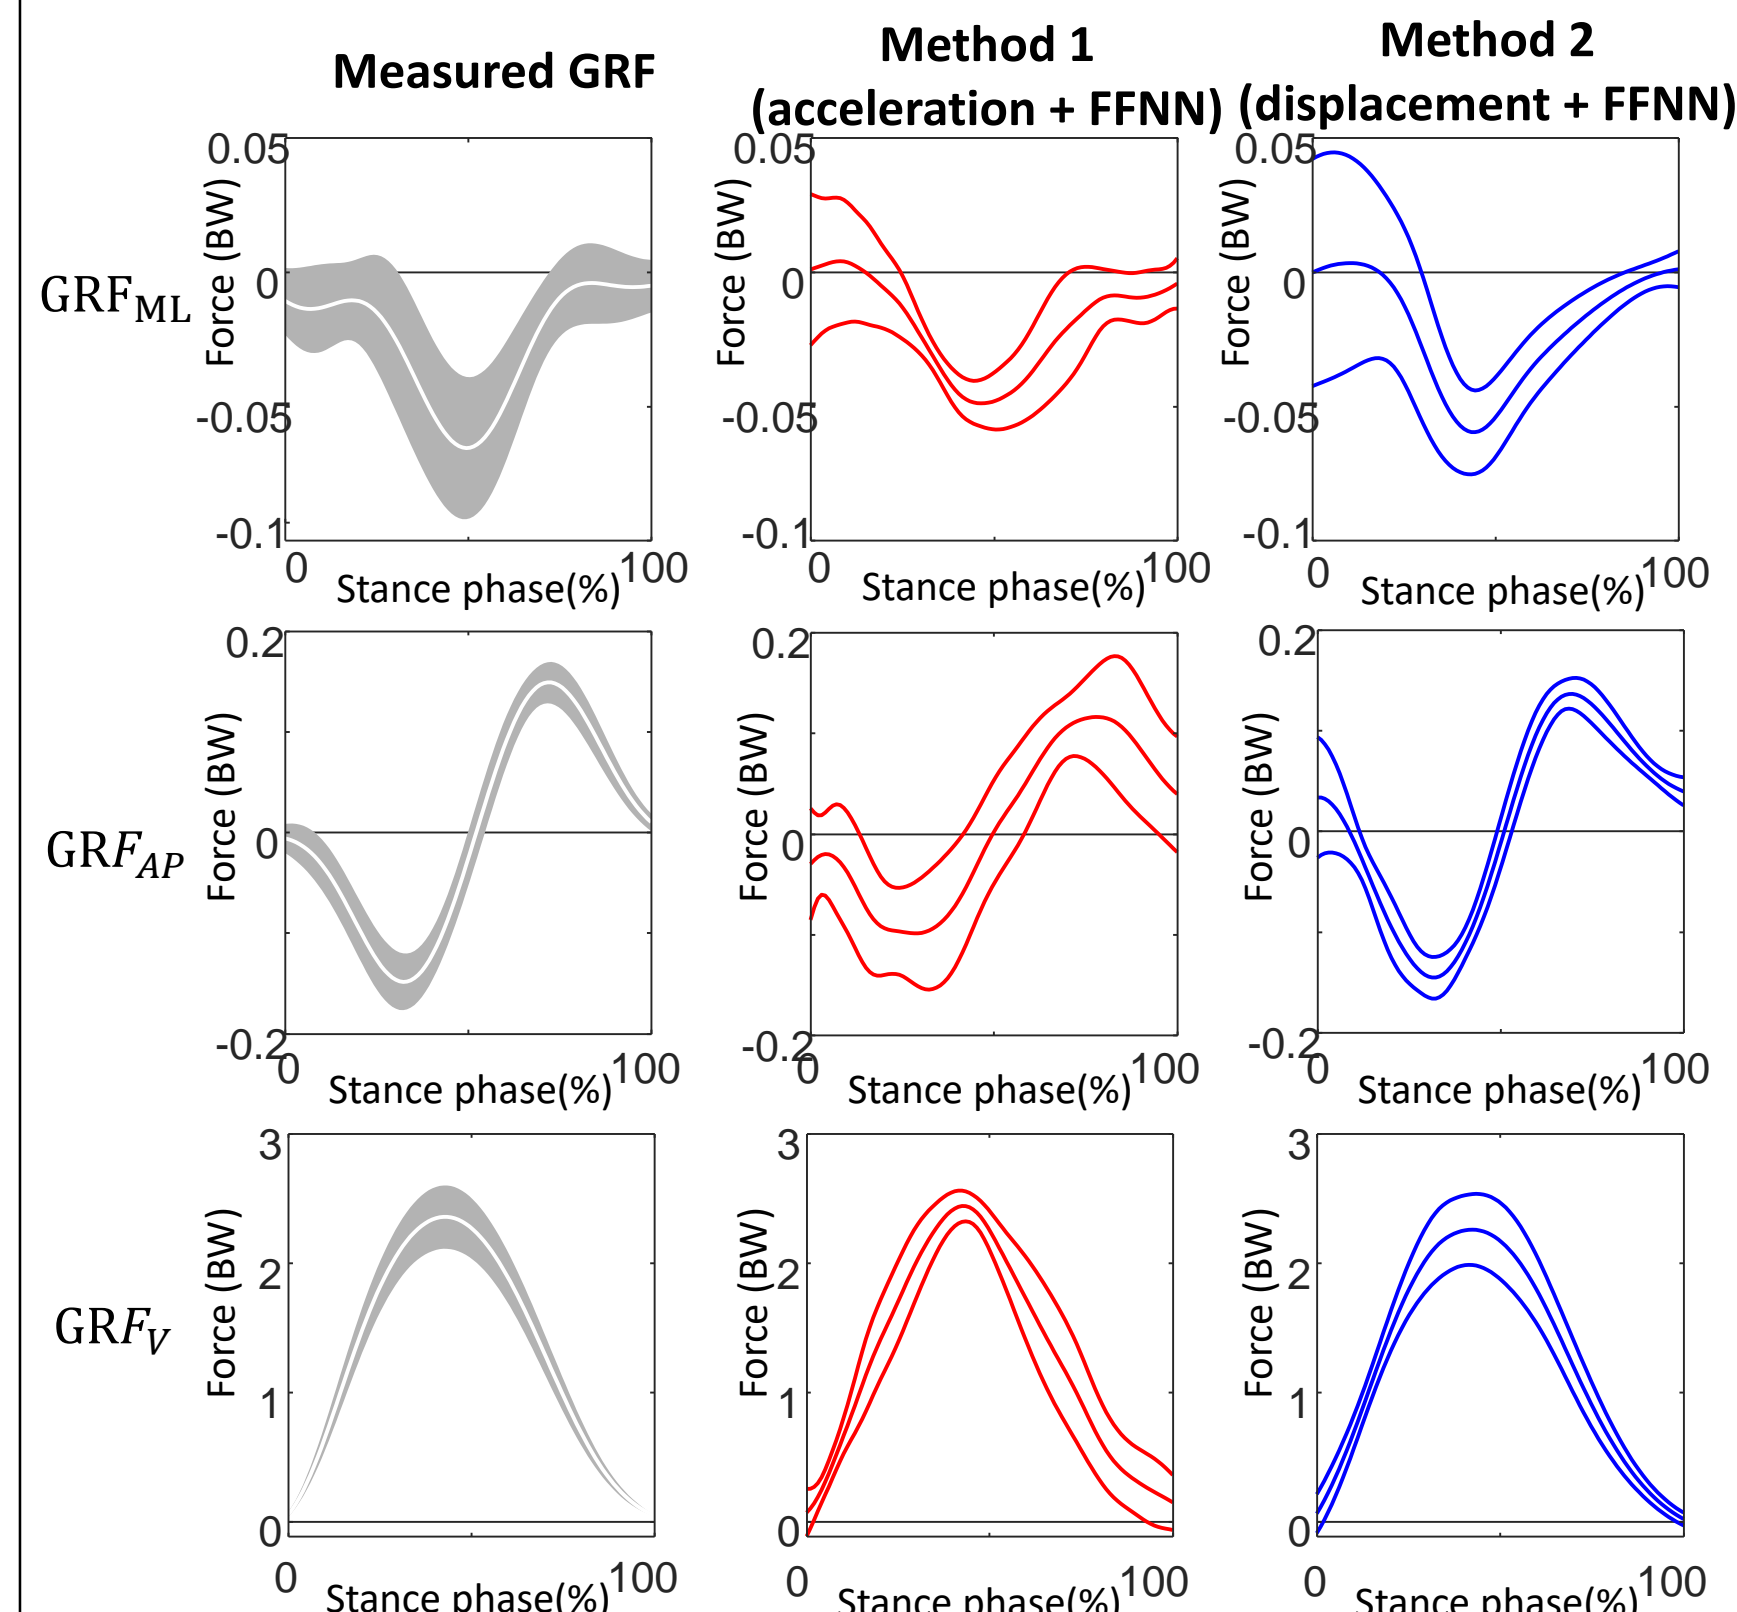 Measured GRF
Method 1
(acceleration + FFNN)
Method 2
(displacement + FFNN)
GRF_ML
0.05
0
-0.05
-0.1
Force (BW)
0
100
Stance phase(%)
0.05
0
-0.05
-0.1
Force (BW)
0
100
Stance phase(%)
0.05
0
-0.05
-0.1
Force (BW)
0
100
Stance phase(%)
GRF_AP
0.2
0
-0.2
Force (BW)
0
100
Stance phase(%)
0.2
0
-0.2
Force (BW)
0
100
Stance phase(%)
0.2
0
-0.2
Force (BW)
0
100
Stance phase(%)
GRF_V
3
2
1
0
Force (BW)
0
100
Stance phase(%)
3
2
1
0
Force (BW)
0
100
Stance phase(%)
3
2
1
0
Force (BW)
0
100
Stance phase(%)